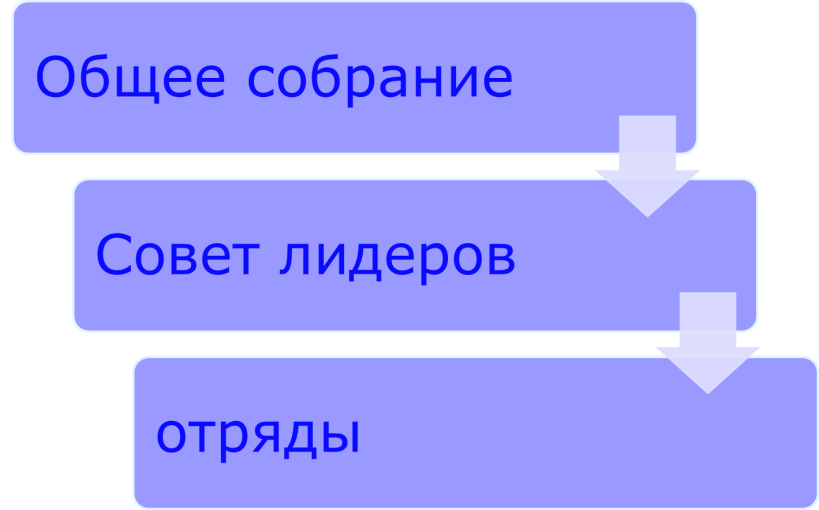 Общее собрание
Совет лидеров
отряды